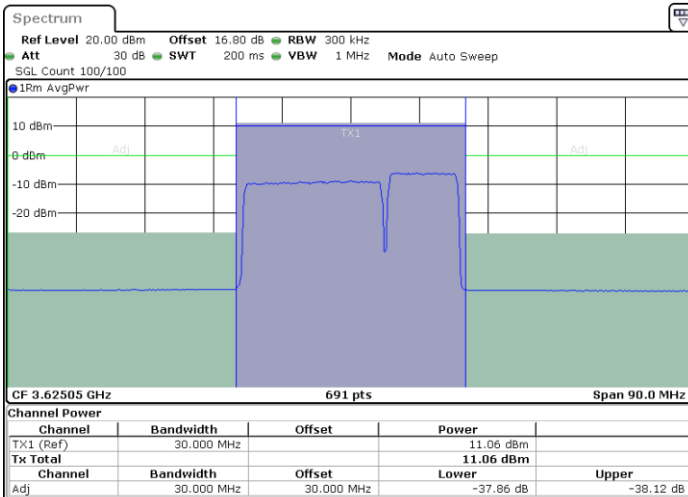 Spectrum
Ref Level 20.00 dBm Offset 16.80 dB RBW 300 kHz
Att 30 dB SWT 200 ms VBW 1 MHz Mode Auto Sweep
SGL Count 100/100
1Rm AvgPwr
10 dBm
TX1
0 dBm
Adj
Adj
-10 dBm
-20 dBm
CF 3.62505 GHz 691 pts Span 90.0 MHz
Channel Power
Channel Bandwidth Offset Power
TX1 (Ref) 30.000 MHz 11.06 dBm
Tx Total 11.06 dBm
Channel Bandwidth Offset Lower Upper
Adj 30.000 MHz 30.000 MHz -37.86 dB -38.12 dB